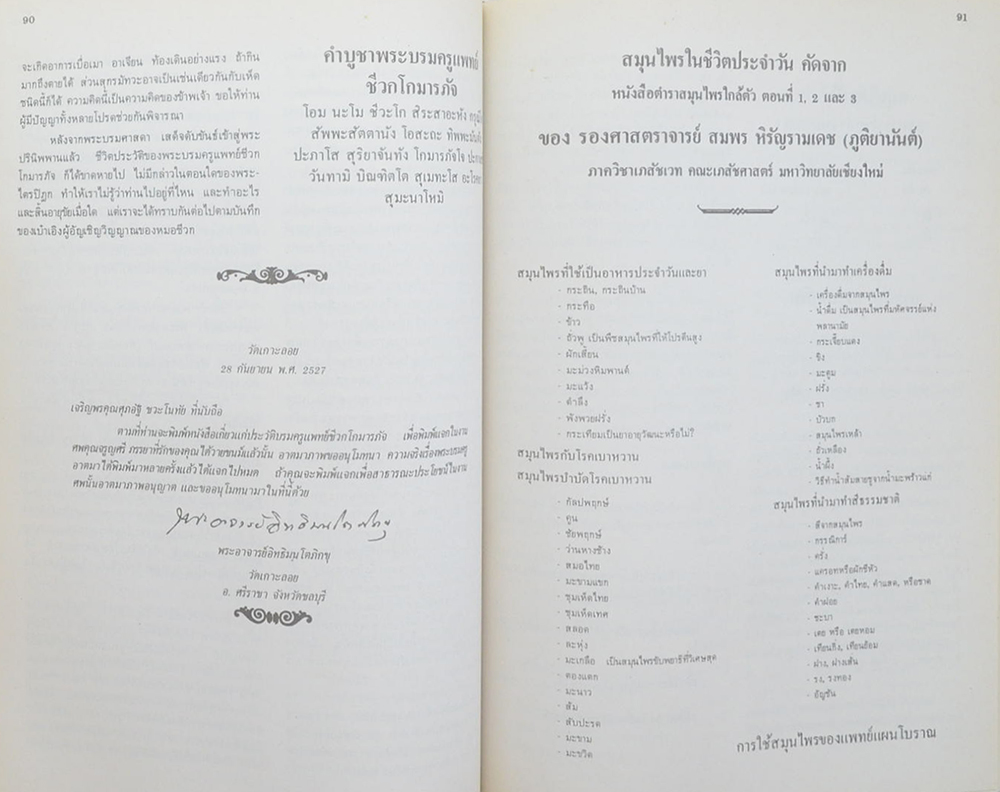 90
จะเกิดอาการเบื่อเมา อาเจียน ท้องเดินอย่างแรง ถ้ากิน
มากถึงตายได้ ส่วนสุกรมัทวะอาจเป็นเช่นเดียวกันกับเห็ด
ชนิดนี้ก็ได้ ความคิดนี้เป็นความคิดของข้าพเจ้า ขอให้ท่าน
ผู้มีปัญญาทั้งหลายโปรดช่วยกันพิจารณา
หลังจากพระบรมศาสดา เสด็จดับขันธ์เข้าสู่พระ
ปรินิพพานแล้ว ชีวิตประวัติของพระบรมครูแพทย์ชีวก
โกมารภัจ ก็ได้ขาดหายไป ไม่มีกล่าวในตอนใดของพระ-
ไตรปิฎก ทำให้เราไม่รู้ว่าท่านไปอยู่ที่ไหน และทำอะไร
และสิ้นอายุขัยเมื่อใด แต่เราจะได้ทราบกันต่อไปตามบันทึก
ของเบ้าเอิงผู้อัญเชิญวิญญาณของหมอชีวก
คำบูชาพระบรมครูแพทย์
ชีวกโกมารภัจ
โอม นะโม ชีวะโก สิระสาอะหัง
สัพพะสัตตานัง โอสะถะ
ปะภาโส สุริยาจันทัง โกมารภัจโจ
วันทามิ บัณฑิตโต สุเมทะโส
สุมะนาโหมิ
วัดเกาะลอย
28 กันยายน พ.ศ. 2527
เจริญพรคุณศุภอัฐิ ชวะโนทัย ที่นับถือ
ตามที่ท่านจะพิมพ์หนังสือเกี่ยวแก่ประวัติบรมครูแพทย์ชีวกโกมารภัจ เพื่อพิมพ์แจกในงาน
ศพคุณจรูญศรี ภรรยาที่รักของคุณได้วายชนม์แล้วนั้น อาตมาภาพขออนุโมทนา ความจริงเรื่องพระบรมครู
อาตมาได้พิมพ์มาหลายครั้งแล้วได้แจกไปหมด ถ้าคุณจะพิมพ์แจกเพื่อสาธารณะประโยชน์ในงาน
ศพนั้นอาตมาภาพอนุญาต และขออนุโมทนามาในที่นี้ด้วย
พระอาจารย์อิทธิมุนโตภิกขุ
วัดเกาะลอย
อ. ศรีราชา จังหวัดชลบุรี
91
สมุนไพรในชีวิตประจำวัน คัดจาก
หนังสือตำราสมุนไพรใกล้ตัว ตอนที่ 1, 2 และ 3
ของ รองศาสตราจารย์ สมพร หิรัญรามเดช (ภูติยานันต์)
ภาควิชาเภสัชเวท คณะเภสัชศาสตร์ มหาวิทยาลัยเชียงใหม่
สมุนไพรที่ใช้เป็นอาหารประจำวันและยา
- กระถิน, กระถินบ้าน
- กระทือ
- ข้าว
- ถั่วพู เป็นพืชสมุนไพรที่ให้โปรตีนสูง
- ผักเสี้ยน
- มะม่วงหิมพานต์
- มะแว้ง
- ตำลึง
- พังพวยฝรั่ง
- กระเทียมเป็นยาอายุวัฒนะหรือไม่?
สมุนไพรกับโรคเบาหวาน
สมุนไพรบำบัดโรคเบาหวาน
- กัลปพฤกษ์
- คูน
- ชัยพฤกษ์
- ว่านหางช้าง
- สมอไทย
- มะขามแขก
- ชุมเห็ดไทย
- ชุมเห็ดเทศ
- สลอด
- ละหุ่ง
- มะเกลือ เป็นสมุนไพรขับพยาธิที่วิเศษสุด
- ตองแตก
- มะนาว
- ส้ม
- สับปะรด
- มะขาม
- มะขวิด
สมุนไพรที่นำมาทำเครื่องดื่ม
- เครื่องดื่มจากสมุนไพร
- น้ำดื่ม เป็นสมุนไพรที่มหัศจรรย์แห่ง
พลานามัย
- กระเจี๊ยบแดง
- ขิง
- มะตูม
- ฝรั่ง
- ชา
- บัวบก
- สมุนไพรเหล้า
- ถั่วเหลือง
- น้ำผึ้ง
- วิธีทำน้ำส้มสายชูจากน้ำมะพร้าวแก่
สมุนไพรที่นำมาทำสีธรรมชาติ
- สีจากสมุนไพร
- กรรณิการ์
- ครั่ง
- แครอทหรือผักชีหัว
- คำเงาะ, คำไทย, คำแสด, หรือชาด
- คำฝอย
- ชะบา
- เตย หรือ เตยหอม
- เทียนกิ่ง, เทียนย้อม
- ฝาง, ฝางเส้น
- รง, รงทอง
- อัญชัน
การใช้สมุนไพรของแพทย์แผนโบราณ